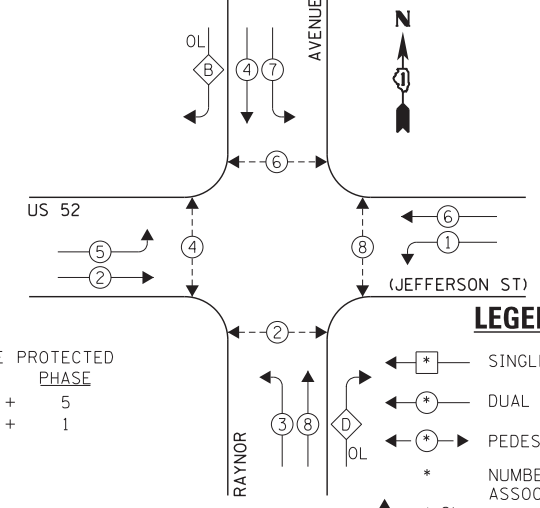 AVENUE
N
OL
B
4
7
1
6
US 52
6
5
4
8
1
2
(JEFFERSON ST)
2
LEGE
E PROTECTED
PHASE
* SINGL
+ 5
* DUAL
+ 1
3
8
D
* PEDES
OL
RAYNOR
* NUMBE
ASSOC